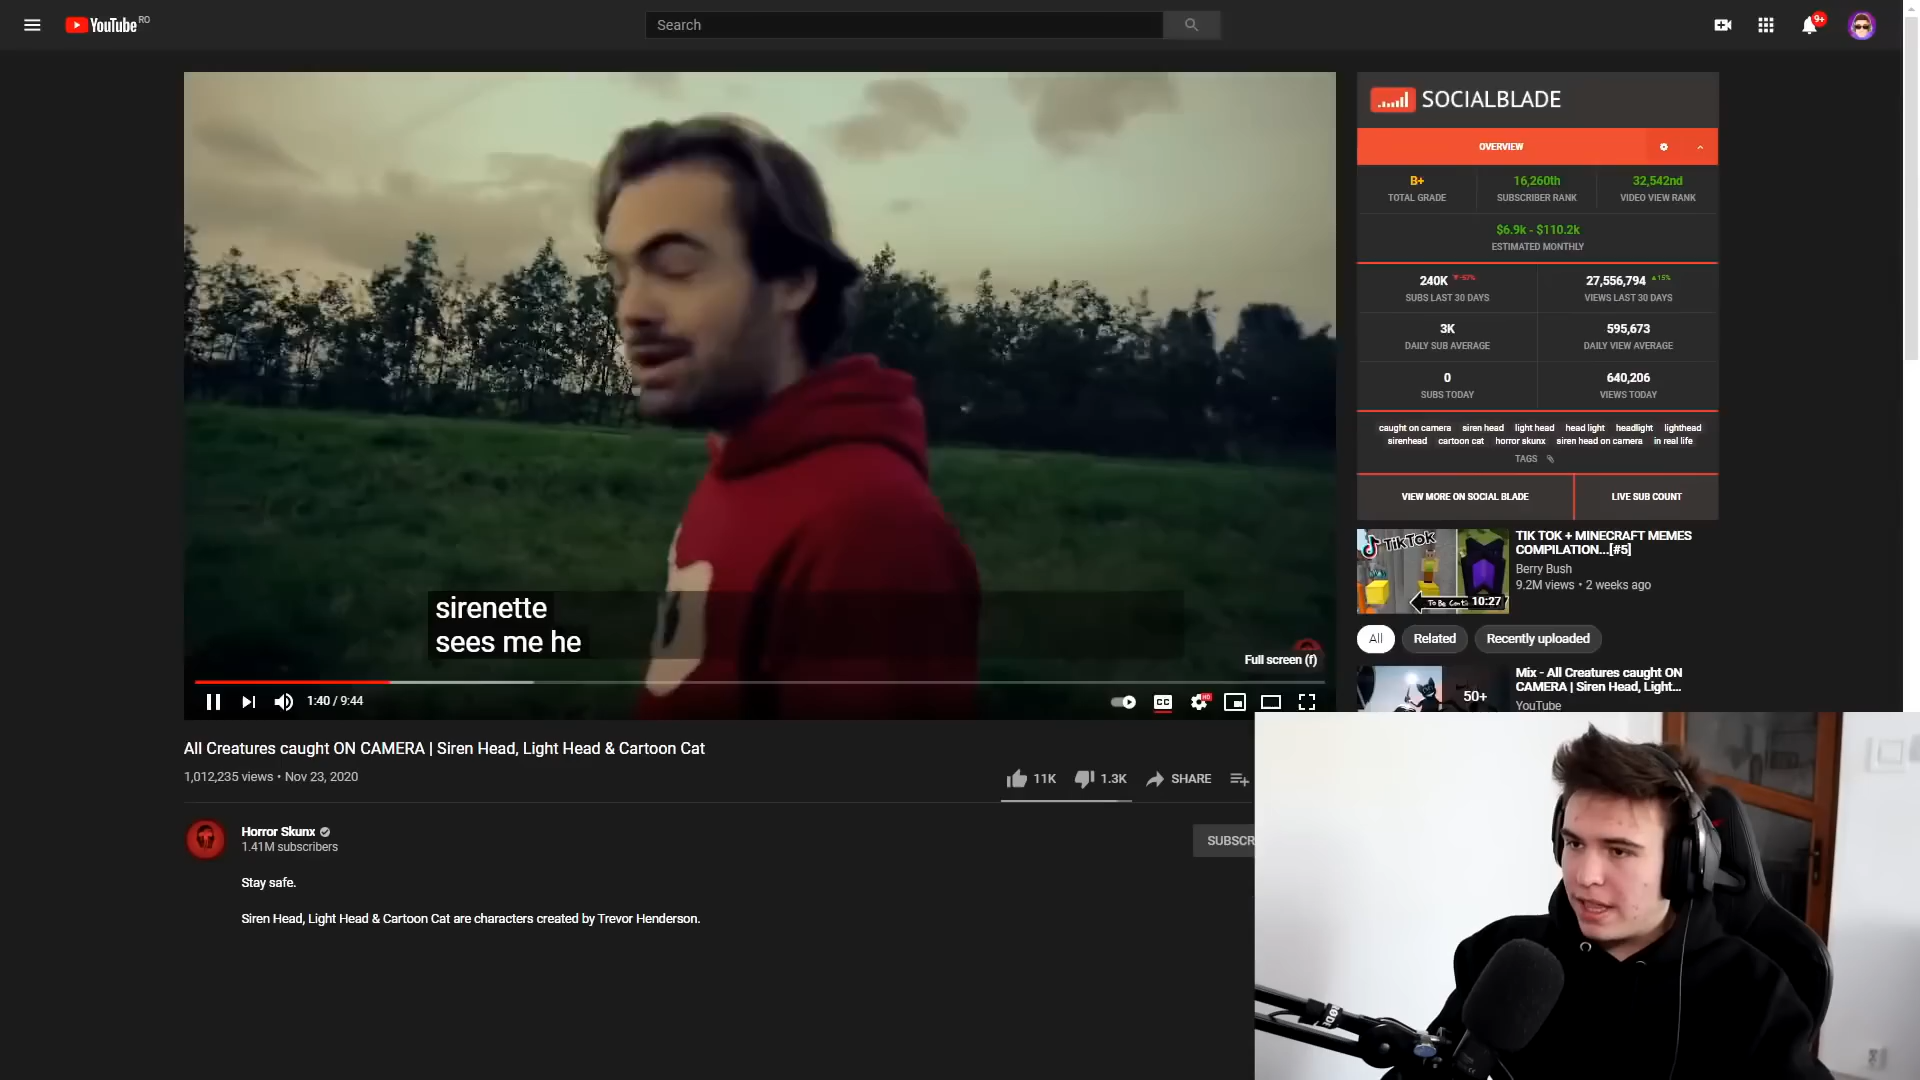 YouTube RO
Search
9+
SOCIALBLADE
OVERVIEW
B+
TOTAL GRADE
16,260th
SUBSCRIBER RANK
32,542nd
VIDEO VIEW RANK
$6.9k - $110.2k
ESTIMATED MONTHLY
240K
SUBS LAST 30 DAYS
27,556,794 ▲15%
VIEWS LAST 30 DAYS
3K
DAILY SUB AVERAGE
595,673
DAILY VIEW AVERAGE
0
SUBS TODAY
640,206
VIEWS TODAY
caught on camera siren head light head head light headlight lighthead
sirenhead cartoon cat horror skunx siren head on camera in real life
TAGS
VIEW MORE ON SOCIAL BLADE
LIVE SUB COUNT
sirenette
sees me he
Full screen (f)
1:40 / 9:44
CC
HD
TikTok
To Be Cont
10:27
TIK TOK + MINECRAFT MEMES
COMPILATION...[#5]
Berry Bush
9.2M views • 2 weeks ago
All
Related
Recently uploaded
50+
Mix - All Creatures caught ON
CAMERA | Siren Head, Light...
YouTube
All Creatures caught ON CAMERA | Siren Head, Light Head & Cartoon Cat
1,012,235 views • Nov 23, 2020
11K
1.3K
SHARE
Horror Skunx
1.41M subscribers
SUBSCR
Stay safe.
Siren Head, Light Head & Cartoon Cat are characters created by Trevor Henderson.